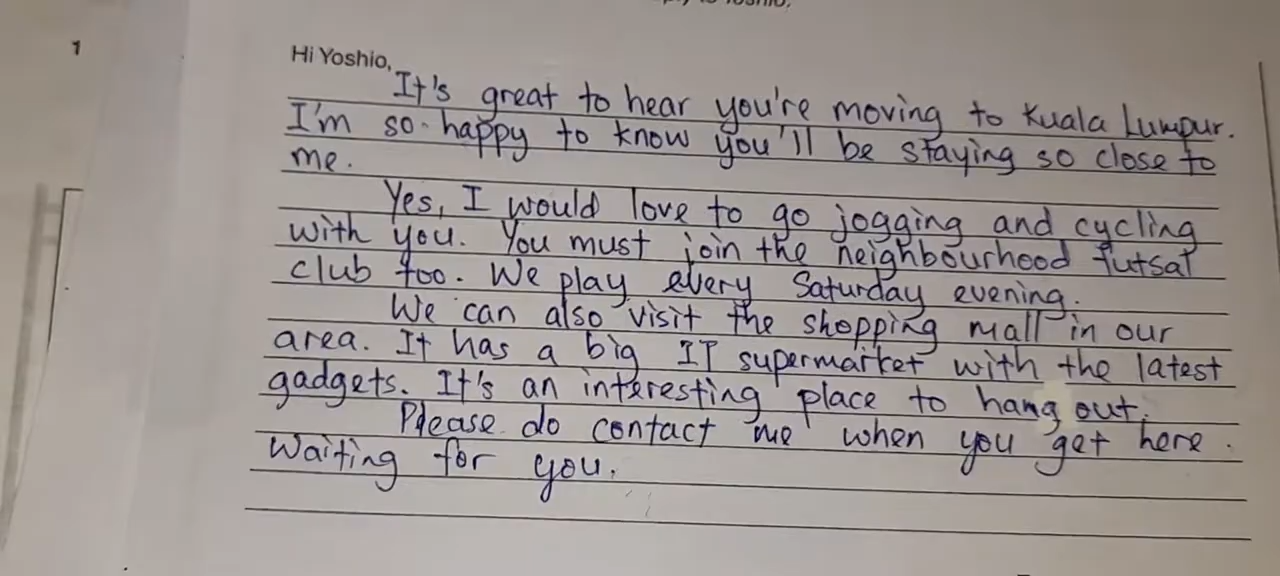 1
Hi Yoshio,
It's great to hear you're moving to Kuala Lumpur.
I'm so happy to know you'll be staying so close to
me.
Yes, I would love to go jogging and cycling
with you. You must join the neighbourhood futsal
club too. We play every Saturday evening.
We can also visit the shopping mall in our
area. It has a big IT supermarket with the latest
gadgets. It's an interesting place to hang out.
Please do contact me when you get here.
Waiting for you.